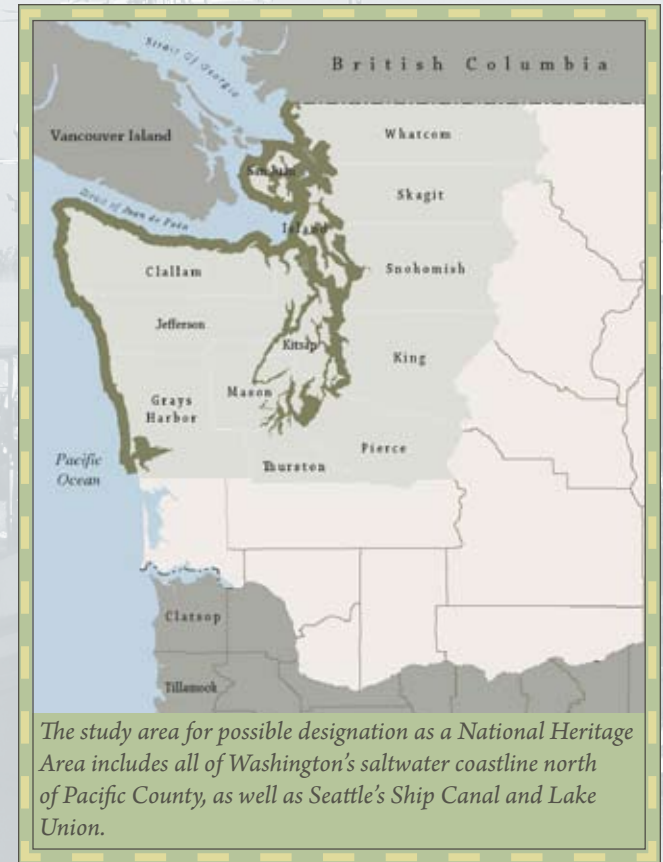 Strait Of Georgia
British Columbia
Vancouver Island
Whatcom
San Juan
Skagit
Strait of Juan de Fuca
Island
Clallam
Snohomish
Jefferson
Kitsap
King
Mason
Grays
Harbor
Pierce
Pacific
Ocean
Thurston
Clatsop
Tillamook
The study area for possible designation as a National Heritage
Area includes all of Washington's saltwater coastline north
of Pacific County, as well as Seattle's Ship Canal and Lake
Union.